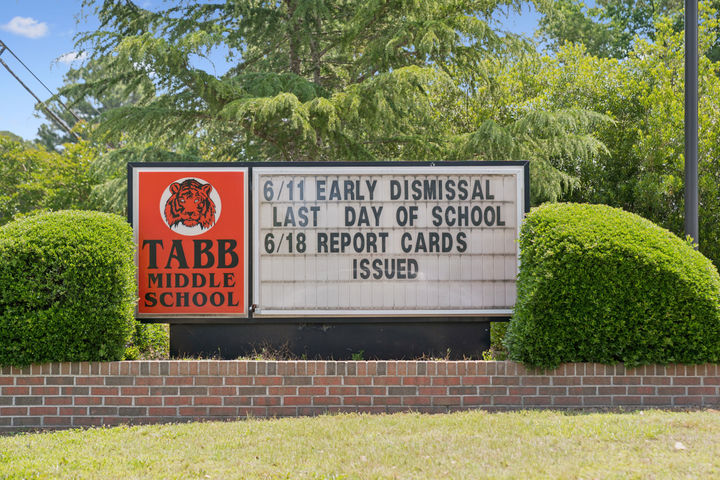 TABB
MIDDLE
SCHOOL
6/11 EARLY DISMISSAL
LAST DAY OF SCHOOL
6/18 REPORT CARDS
ISSUED